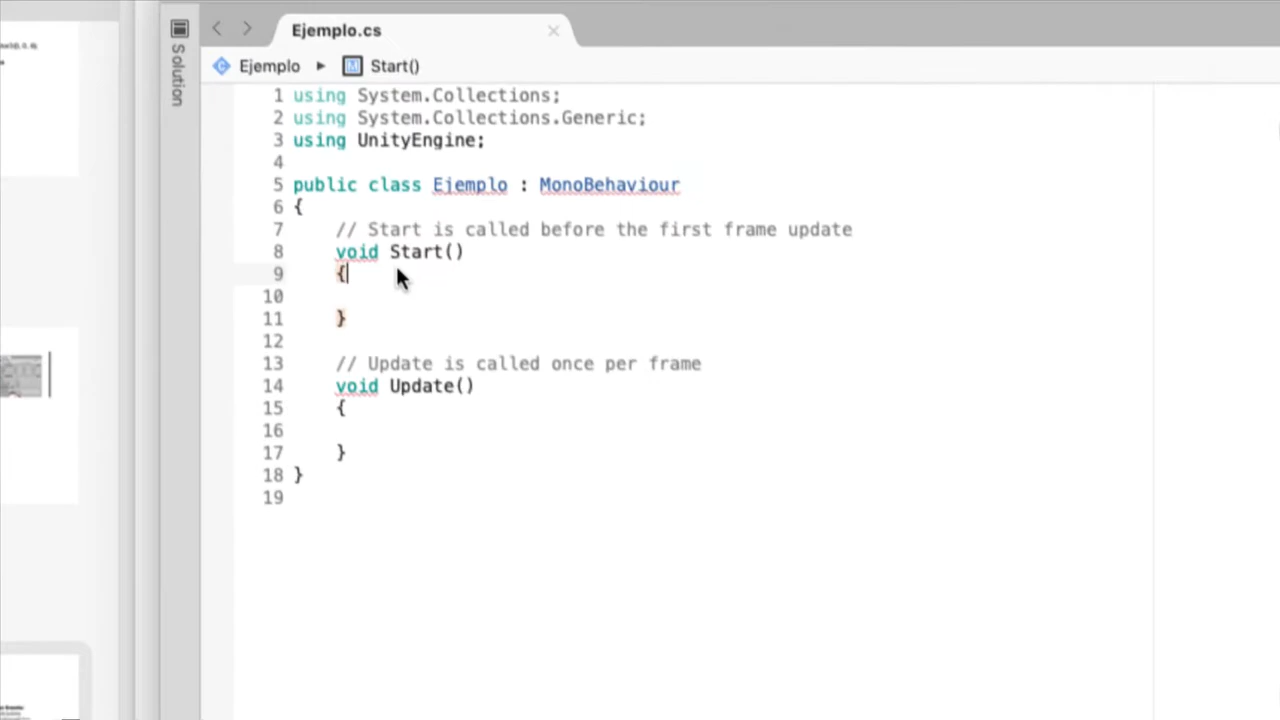 Ejemplo.cs
Solution
Ejemplo ▸ Start()
1 using System.Collections;
2 using System.Collections.Generic;
3 using UnityEngine;
4
5 public class Ejemplo : MonoBehaviour
6 {
7 // Start is called before the first frame update
8 void Start()
9 {
10
11 }
12
13 // Update is called once per frame
14 void Update()
15 {
16
17 }
18 }
19